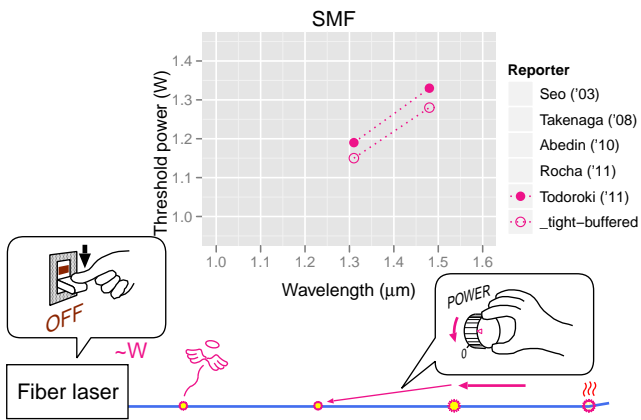 SMF
Threshold power (W)
1.4
1.3
1.2
1.1
1.0
1.0 1.1 1.2 1.3 1.4 1.5 1.6
Wavelength (μm)
Reporter
Seo ('03)
Takenaga ('08)
Abedin ('10)
Rocha ('11)
Todoroki ('11)
_tight−buffered
OFF
POWER
0
~W
Fiber laser